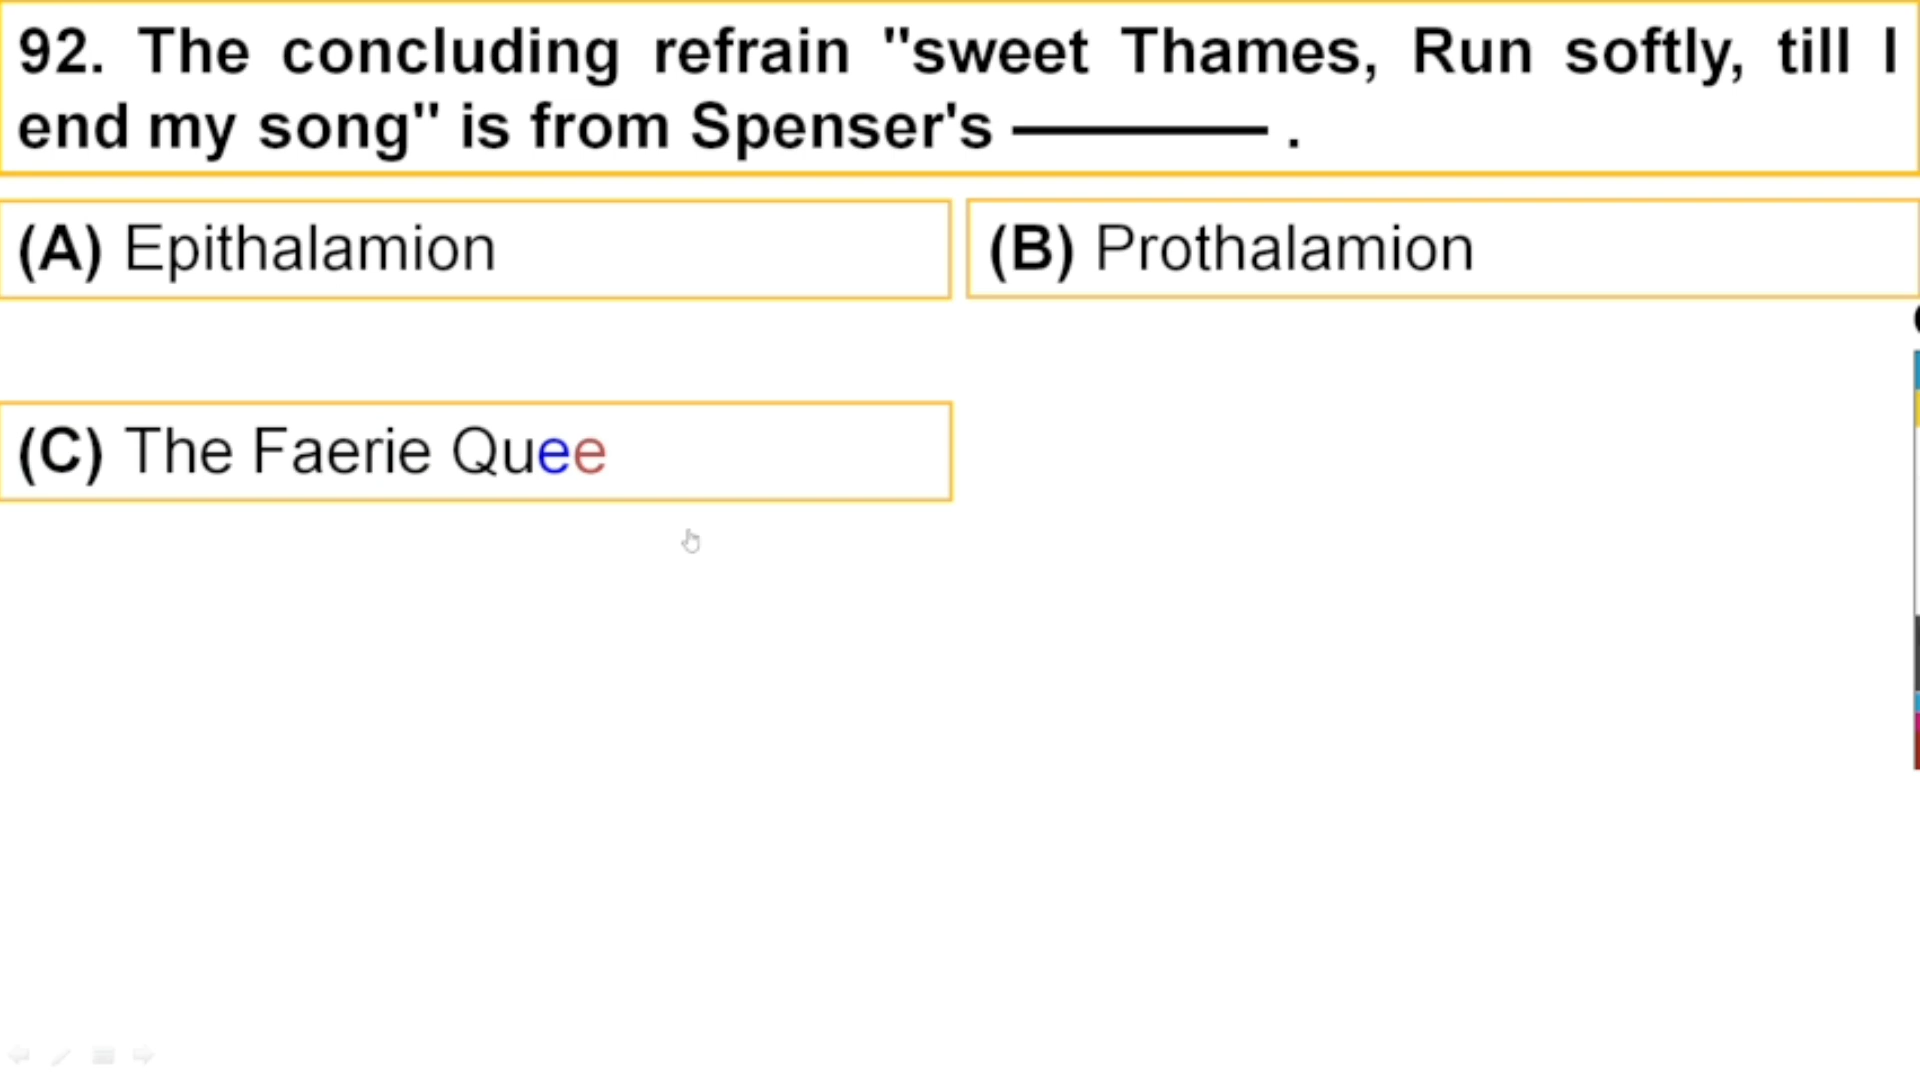 92. The concluding refrain "sweet Thames, Run softly, till I
end my song" is from Spenser's ———— .
(A) Epithalamion
(B) Prothalamion
(C) The Faerie Quee